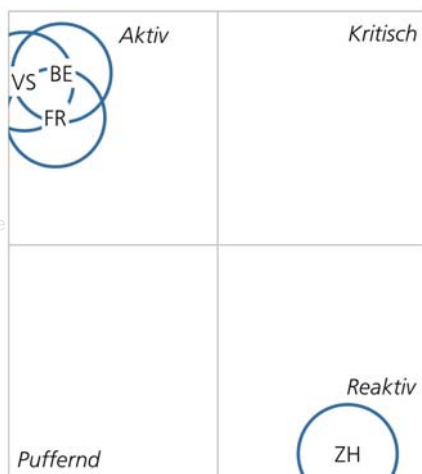 Aktiv
Kritisch
VS
BE
FR
Reaktiv
ZH
Puffernd